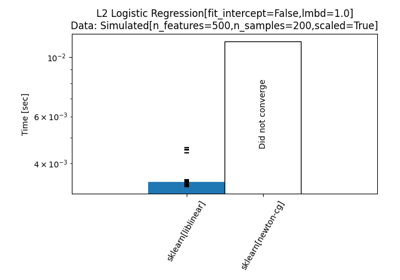 L2 Logistic Regression[fit_intercept=False,lmbd=1.0]
Data: Simulated[n_features=500,n_samples=200,scaled=True]
Time [sec]
10⁻²
6 × 10⁻³
4 × 10⁻³
Did not converge
sklearn[liblinear]
sklearn[newton-cg]